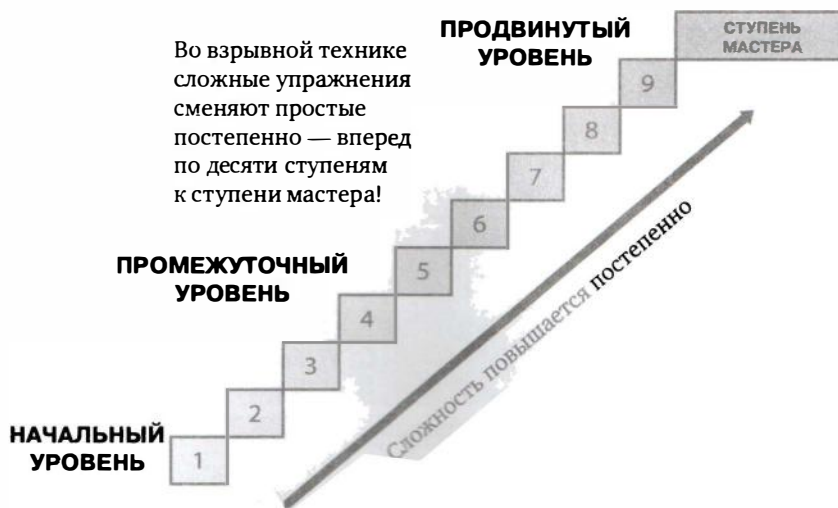 Во взрывной технике
сложные упражнения
сменяют простые
постепенно — вперед
по десяти ступеням
к ступени мастера!
ПРОДВИНУТЫЙ
УРОВЕНЬ
СТУПЕНЬ
МАСТЕРА
9
8
7
6
ПРОМЕЖУТОЧНЫЙ
УРОВЕНЬ
5
4
3
2
НАЧАЛЬНЫЙ
УРОВЕНЬ
1
Сложность повышается постепенно